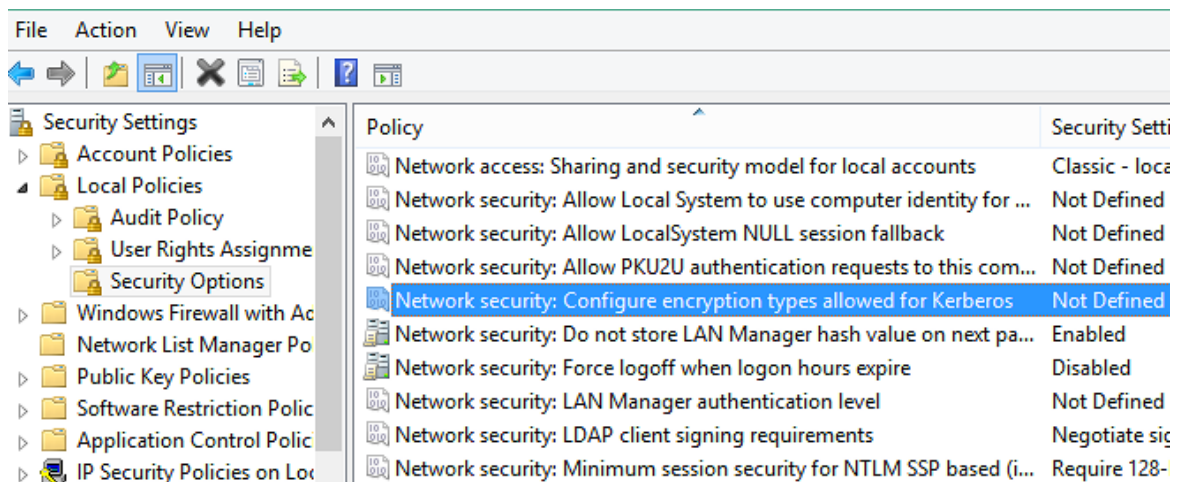 File Action View Help
Security Settings
Account Policies
Local Policies
Audit Policy
User Rights Assignme
Security Options
Windows Firewall with Ac
Network List Manager Po
Public Key Policies
Software Restriction Polic
Application Control Polic
IP Security Policies on Loc
Policy Security Setti
Network access: Sharing and security model for local accounts Classic - loca
Network security: Allow Local System to use computer identity for ... Not Defined
Network security: Allow LocalSystem NULL session fallback Not Defined
Network security: Allow PKU2U authentication requests to this com... Not Defined
Network security: Configure encryption types allowed for Kerberos Not Defined
Network security: Do not store LAN Manager hash value on next pa... Enabled
Network security: Force logoff when logon hours expire Disabled
Network security: LAN Manager authentication level Not Defined
Network security: LDAP client signing requirements Negotiate sig
Network security: Minimum session security for NTLM SSP based (i... Require 128-